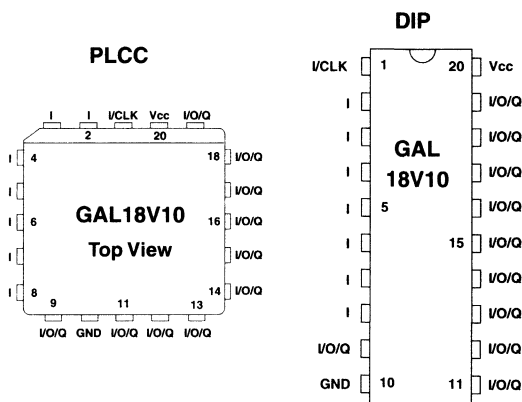 PLCC
I I I/CLK Vcc I/O/Q
2 20
I 4 18 I/O/Q
I I/O/Q
I 6 GAL18V10 16 I/O/Q
Top View
I I/O/Q
I 8 14 I/O/Q
9 11 13
I/O/Q GND I/O/Q I/O/Q I/O/Q
DIP
I/CLK 1 20 Vcc
I I/O/Q
I I/O/Q
GAL
I 18V10 I/O/Q
I 5 I/O/Q
I 15 I/O/Q
I I/O/Q
I I/O/Q
I/O/Q I/O/Q
GND 10 11 I/O/Q